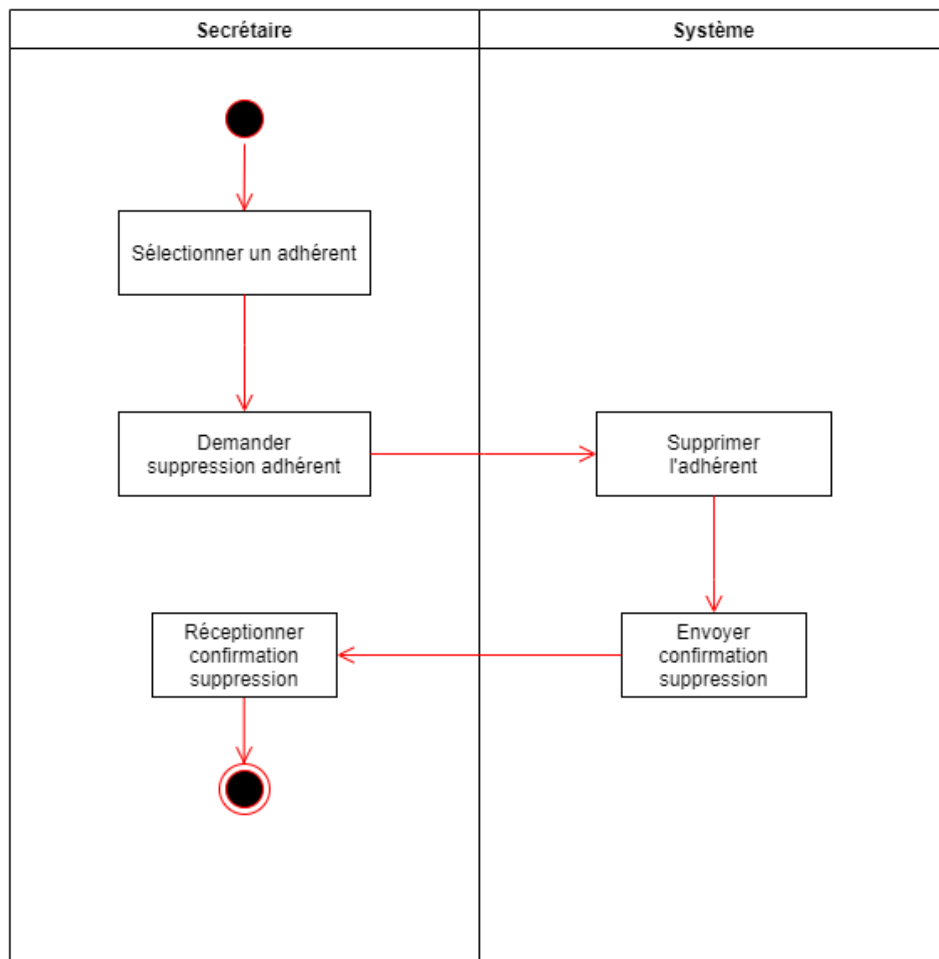 Secrétaire
Système
Sélectionner un adhérent
Demander
suppression adhérent
Supprimer
l'adhérent
Réceptionner
confirmation
suppression
Envoyer
confirmation
suppression